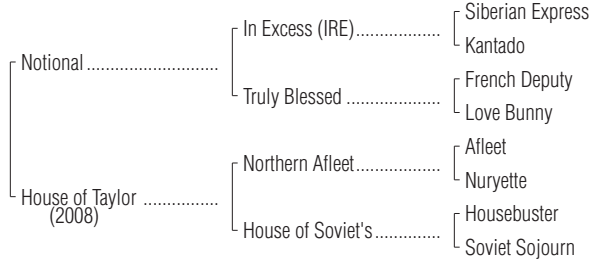 Siberian Express
In Excess (IRE)..................
Kantado
Notional ............................
French Deputy
Truly Blessed ....................
Love Bunny
Afleet
Northern Afleet..................
Nuryette
House of Taylor ................
(2008)
Housebuster
House of Soviet's..............
Soviet Sojourn